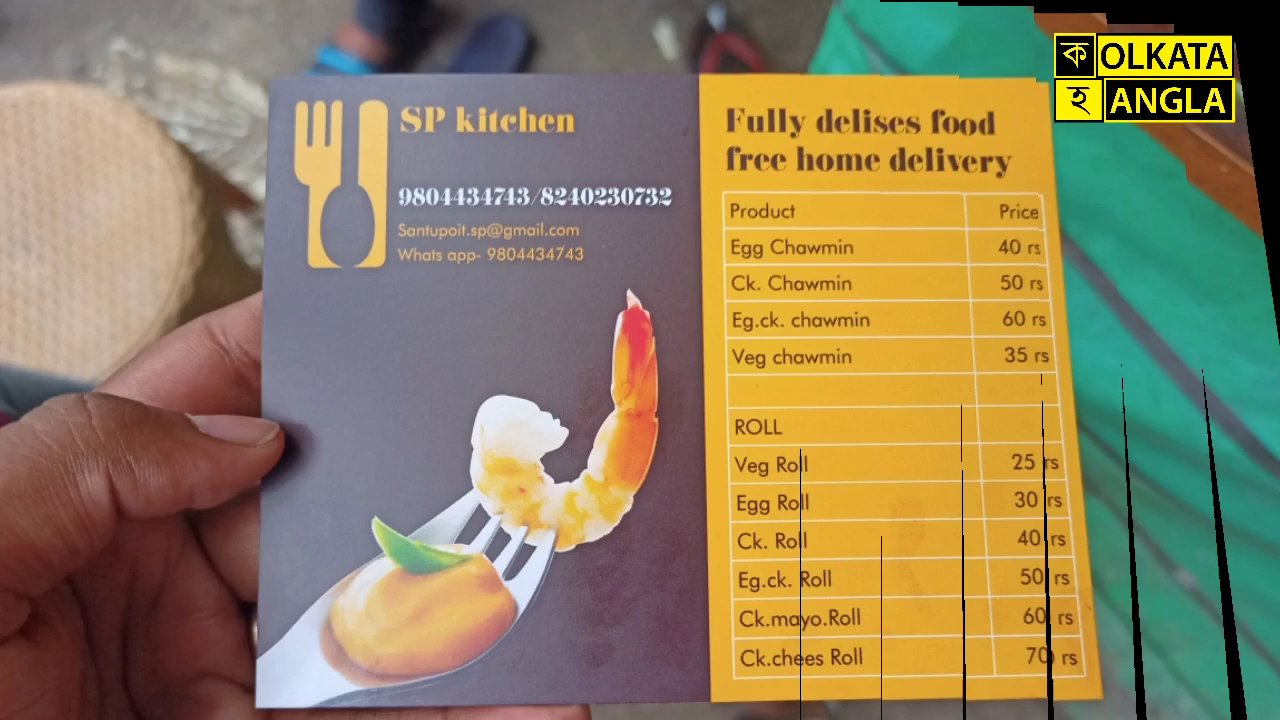 কOLKATA
হANGLA
SP kitchen
9804434743/8240230732
Santupoit.sp@gmail.com
Whats app- 9804434743
Fully delises food
free home delivery
Product Price
Egg Chawmin 40 rs
Ck. Chawmin 50 rs
Eg.ck. chawmin 60 rs
Veg chawmin 35 rs
ROLL
Veg Roll 25 rs
Egg Roll 30 rs
Ck. Roll 40 rs
Eg.ck. Roll 50 rs
Ck.mayo.Roll 60 rs
Ck.chees Roll 70 rs